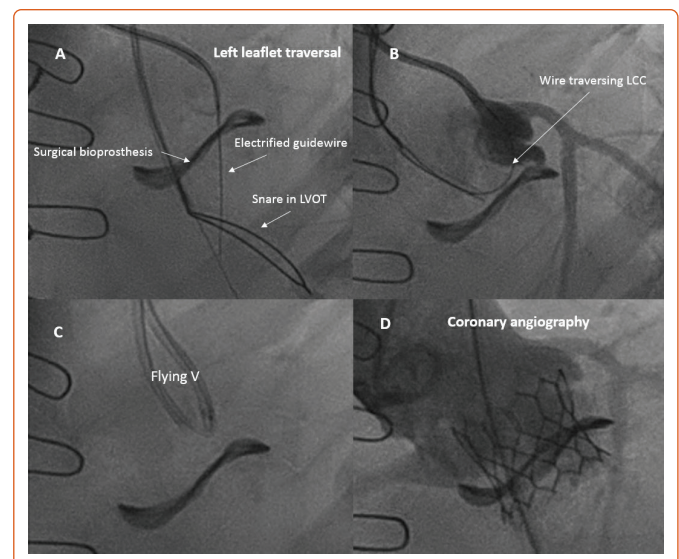 A
Left leaflet traversal
Surgical bioprosthesis
Electrified guidewire
Snare in LVOT
B
Wire traversing LCC
C
Flying V
D
Coronary angiography